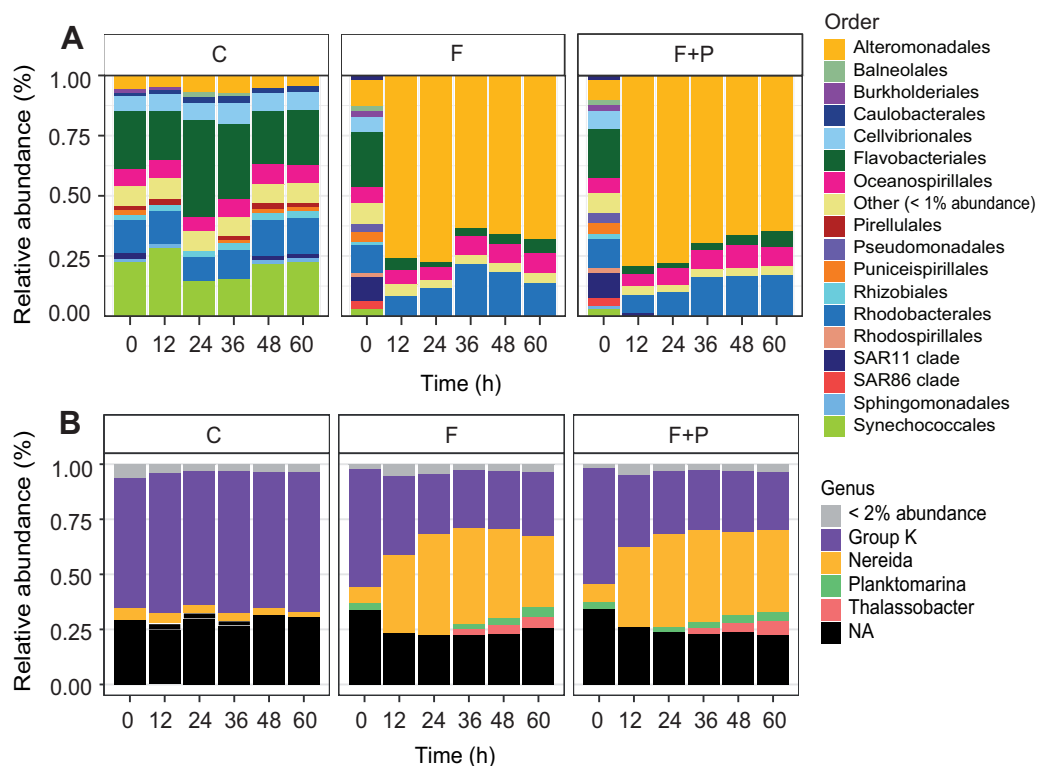 A
C
F
F+P
Relative abundance (%)
1.00
0.75
0.50
0.25
0.00
0 12 24 36 48 60
0 12 24 36 48 60
0 12 24 36 48 60
Time (h)
Order
Alteromonadales
Balneolales
Burkholderiales
Caulobacterales
Cellvibrionales
Flavobacteriales
Oceanospirillales
Other (< 1% abundance)
Pirellulales
Pseudomonadales
Puniceispirillales
Rhizobiales
Rhodobacterales
Rhodospirillales
SAR11 clade
SAR86 clade
Sphingomonadales
Synechococcales
B
C
F
F+P
Relative abundance (%)
1.00
0.75
0.50
0.25
0.00
0 12 24 36 48 60
0 12 24 36 48 60
0 12 24 36 48 60
Time (h)
Genus
< 2% abundance
Group K
Nereida
Planktomarina
Thalassobacter
NA